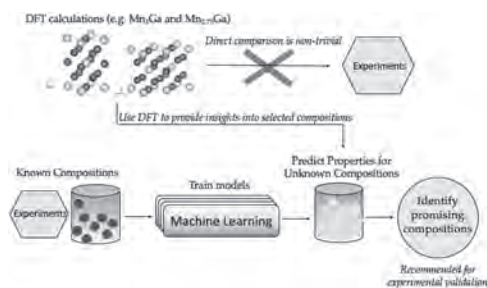 DFT calculations (e.g. Mn₃Ga and Mn₂.₇₅Ga)
Direct comparison is non-trivial
Experiments
Use DFT to provide insights into selected compositions
Predict Properties for
Unknown Compositions
Known Compositions
Train models
Experiments
Machine Learning
Identify
promising
compositions
Recommended for
experimental validation